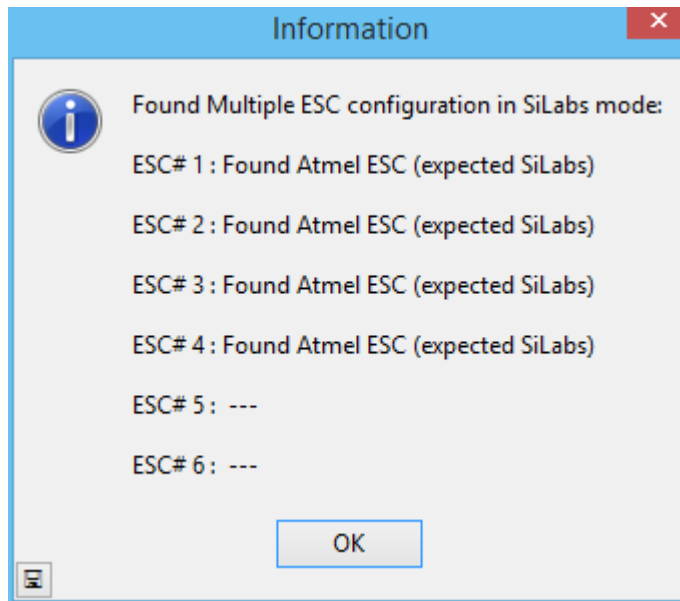 Information
Found Multiple ESC configuration in SiLabs mode:
ESC# 1 : Found Atmel ESC (expected SiLabs)
ESC# 2 : Found Atmel ESC (expected SiLabs)
ESC# 3 : Found Atmel ESC (expected SiLabs)
ESC# 4 : Found Atmel ESC (expected SiLabs)
ESC# 5 :  ---
ESC# 6 :  ---
OK